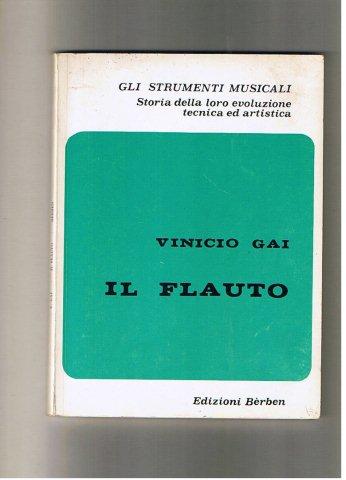 GLI STRUMENTI MUSICALI
Storia della loro evoluzione
tecnica ed artistica
VINICIO GAI
IL FLAUTO
Edizioni Bèrben